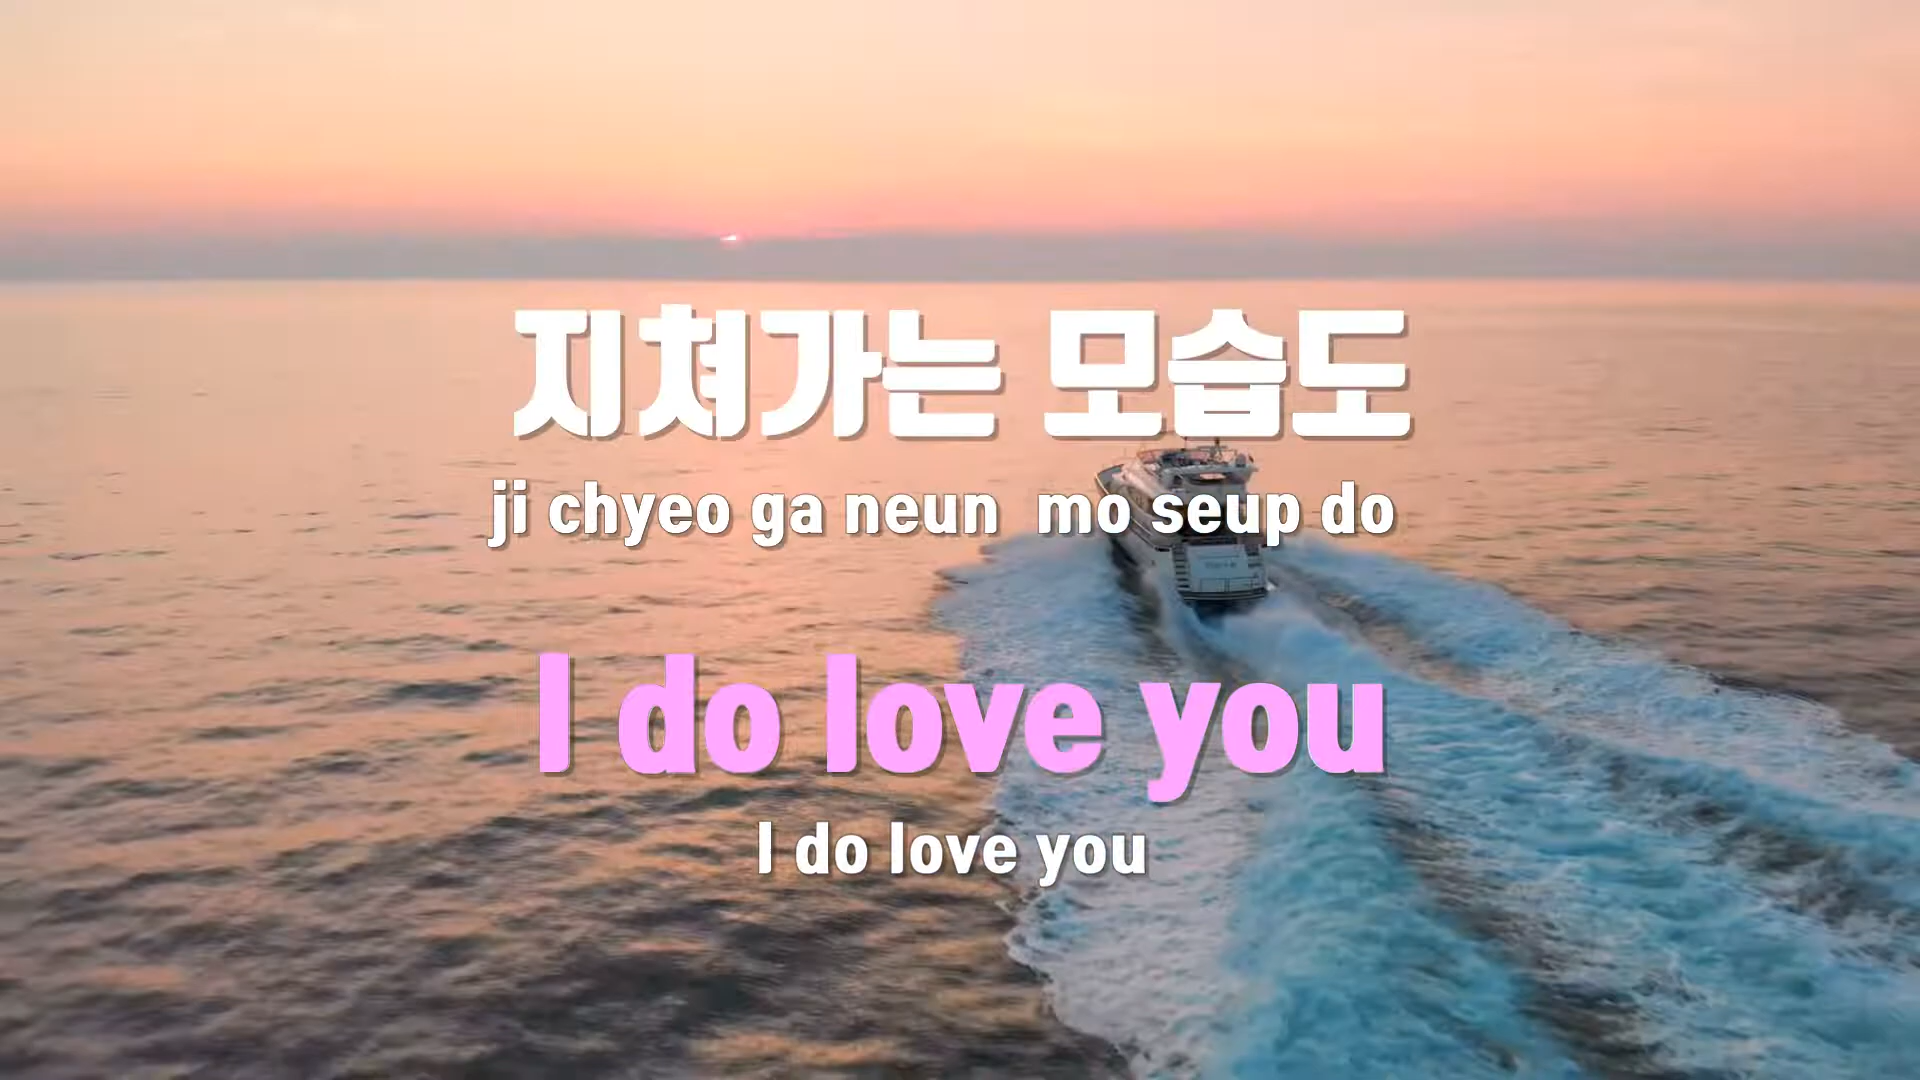 지쳐가는 모습도
ji chyeo ga neun mo seup do
I do love you
I do love you